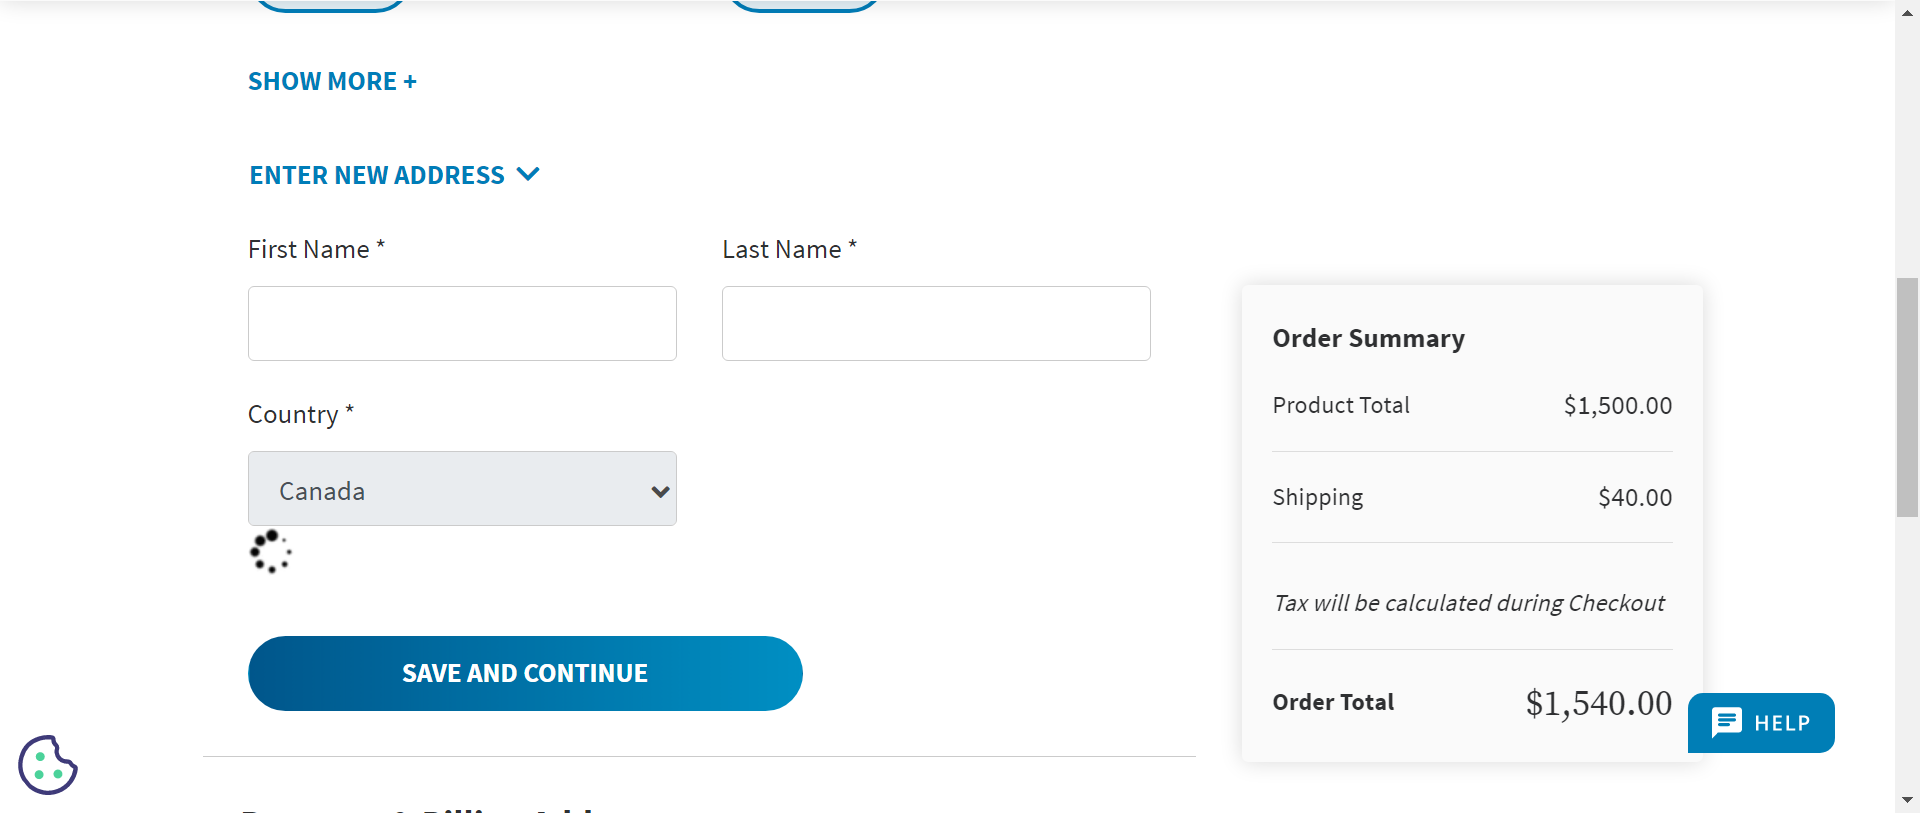 SHOW MORE +
ENTER NEW ADDRESS
First Name *
Last Name *
Country *
Canada
SAVE AND CONTINUE
Order Summary
Product Total $1,500.00
Shipping $40.00
Tax will be calculated during Checkout
Order Total $1,540.00
HELP